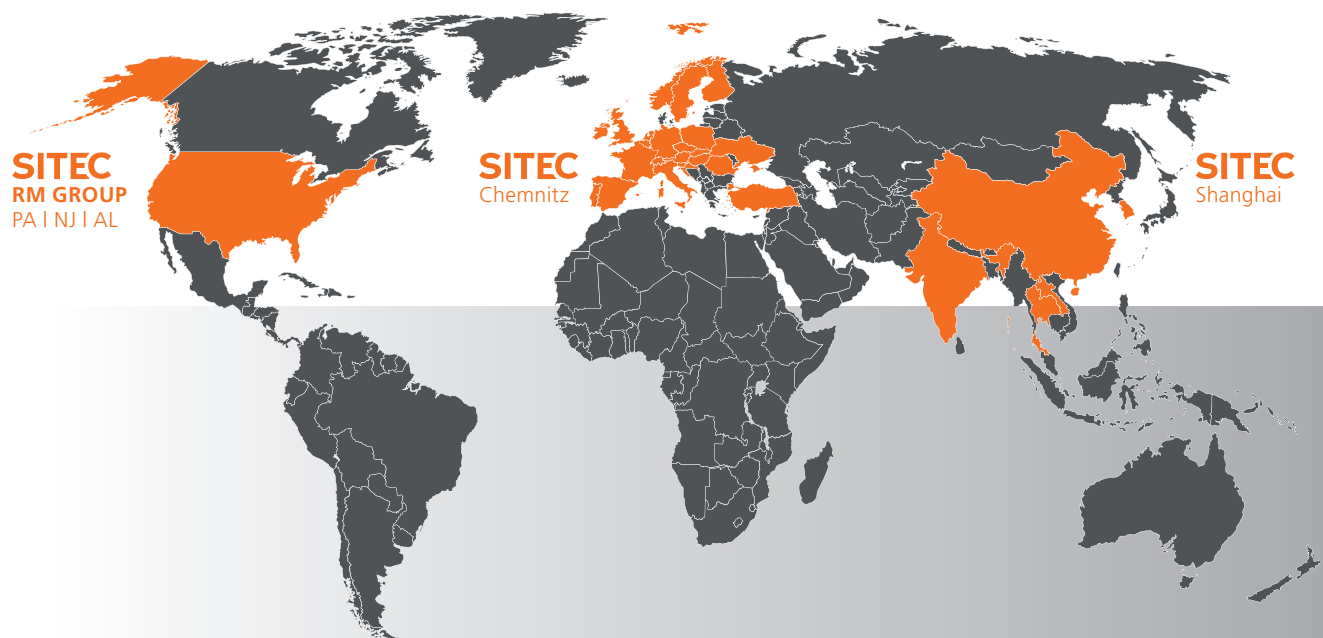 SITEC
RM GROUP
PA | NJ | AL
SITEC
Chemnitz
SITEC
Shanghai